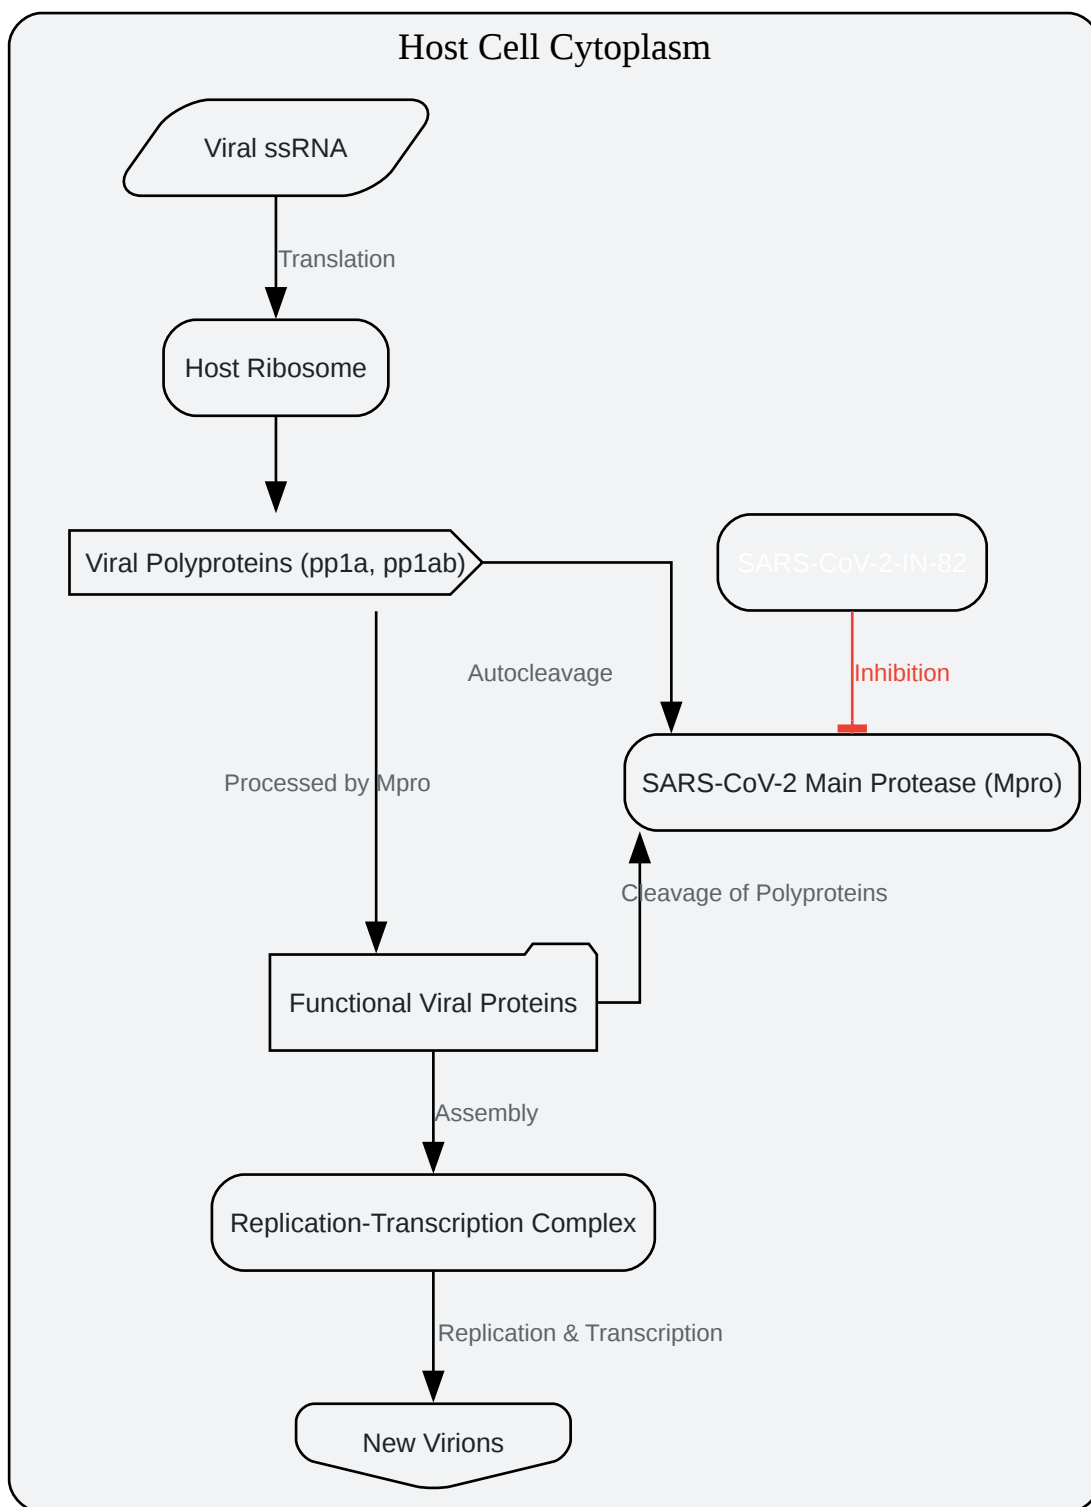 Host Cell Cytoplasm
Viral ssRNA
Translation
Host Ribosome
Viral Polyproteins (pp1a, pp1ab)
SARS-CoV-2-IN-82
Autocleavage
Inhibition
Processed by Mpro
SARS-CoV-2 Main Protease (Mpro)
Cleavage of Polyproteins
Functional Viral Proteins
Assembly
Replication-Transcription Complex
Replication & Transcription
New Virions